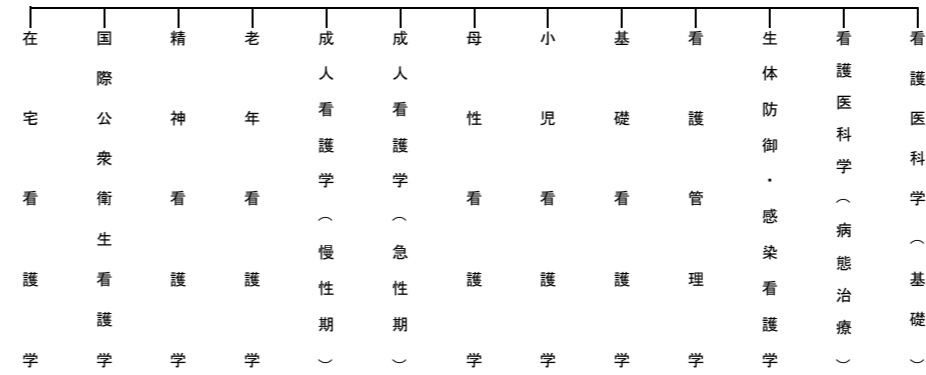 看護医科学（基礎）
看護医科学（病態治療）
生体防御・感染看護学
看護管理
基礎看護学
小児看護学
母性看護学
成人看護学（急性期）
成人看護学（慢性期）
老年看護学
精神看護学
国際公衆衛生看護学
在宅看護学